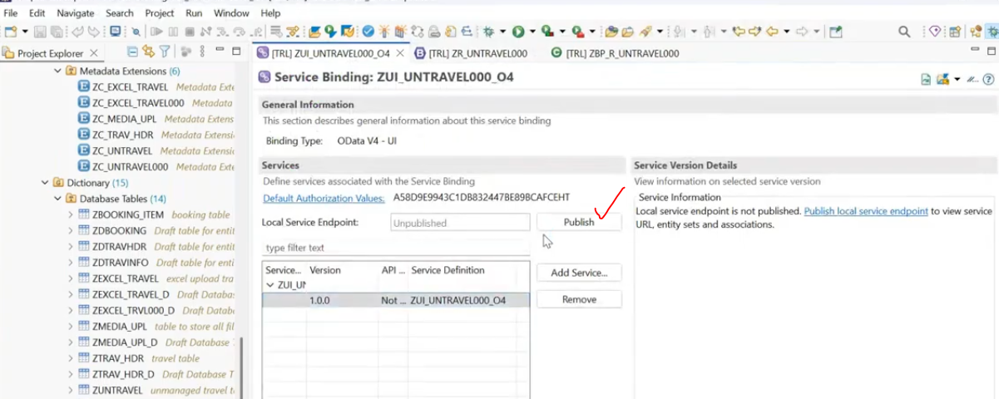 File Edit Navigate Search Project Run Window Help
Project Explorer
[TRL] ZUI_UNTRAVEL000_O4 [TRL] ZR_UNTRAVEL000 [TRL] ZBP_R_UNTRAVEL000
Metadata Extensions (6)
ZC_EXCEL_TRAVEL Metadata Exte
ZC_EXCEL_TRAVEL000 Metadata
ZC_MEDIA_UPL Metadata Extens
ZC_TRAV_HDR Metadata Extensi
ZC_UNTRAVEL Metadata Extensio
ZC_UNTRAVEL000 Metadata Exte
Dictionary (15)
Database Tables (14)
ZBOOKING_ITEM booking table
ZDBOOKING Draft table for entit
ZDTRAVHDR Draft table for entit
ZDTRAVINFO Draft table for entit
ZEXCEL_TRAVEL excel upload tra
ZEXCEL_TRAVEL_D Draft Databas
ZEXCEL_TRVL000_D Draft Datab
ZMEDIA_UPL table to store all fil
ZMEDIA_UPL_D Draft Database
ZTRAV_HDR travel table
ZTRAV_HDR_D Draft Database T
ZUNTRAVEL unmanaged travel t
Service Binding: ZUI_UNTRAVEL000_O4
General Information
This section describes general information about this service binding
Binding Type: OData V4 - UI
Services
Define services associated with the Service Binding
Default Authorization Values: A58D9E9943C1DB832447BE89BCAFCEHT
Local Service Endpoint: Unpublished Publish
type filter text
Service... Version API ... Service Definition
ZUI_UN
1.0.0 Not ... ZUI_UNTRAVEL000_O4
Add Service...
Remove
Service Version Details
View information on selected service version
Service Information
Local service endpoint is not published. Publish local service endpoint to view service
URL, entity sets and associations.